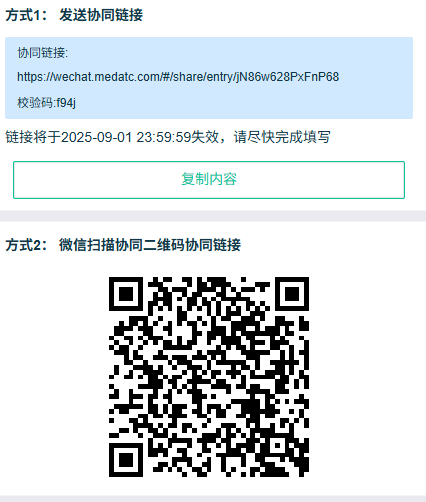 方式1： 发送协同链接
协同链接:
https://wechat.medatc.com/#/share/entry/jN86w628PxFnP68
校验码:f94j
链接将于2025-09-01 23:59:59失效，请尽快完成填写
复制内容
方式2： 微信扫描协同二维码协同链接